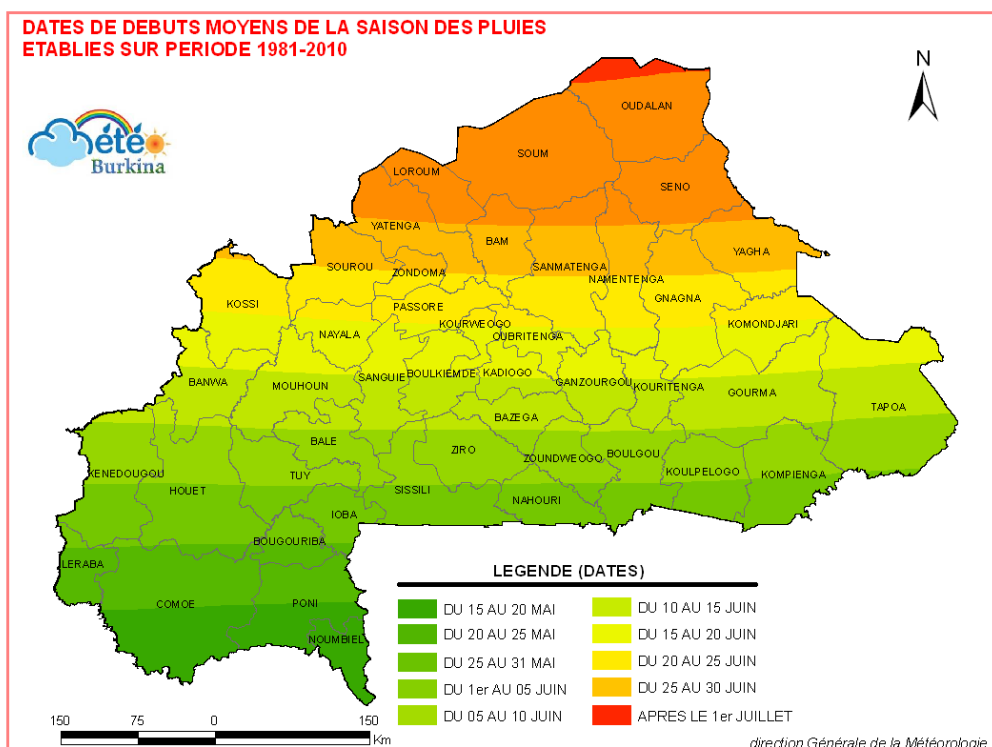 DATES DE DEBUTS MOYENS DE LA SAISON DES PLUIES
ETABLIES SUR PERIODE 1981-2010
N
Météo
Burkina
OUDALAN
SOUM
LOROUM
SENO
YATENGA
BAM
YAGHA
SOUROU
ZONDOMA
SANMATENGA
NAMENTENGA
GNAGNA
KOSSI
PASSORE
KOURWEOGO
KOMONDJARI
NAYALA
OUBRITENGA
BANWA
MOUHOUN
SANGUIE
BOULKIEMDE
KADIOGO
GANZOURGOU
KOURITENGA
GOURMA
TAPOA
BAZEGA
BALE
ZIRO
ZOUNDWEOGO
BOULGOU
KENEDOUGOU
HOUET
TUY
SISSILI
NAHOURI
KOULPELOGO
KOMPIENGA
IOBA
BOUGOURIBA
LERABA
COMOE
PONI
NOUMBIEL
LEGENDE (DATES)
DU 15 AU 20 MAI
DU 20 AU 25 MAI
DU 25 AU 31 MAI
DU 1er AU 05 JUIN
DU 05 AU 10 JUIN
DU 10 AU 15 JUIN
DU 15 AU 20 JUIN
DU 20 AU 25 JUIN
DU 25 AU 30 JUIN
APRES LE 1er JUILLET
150 75 0 150
Km
direction Générale de la Météorologie